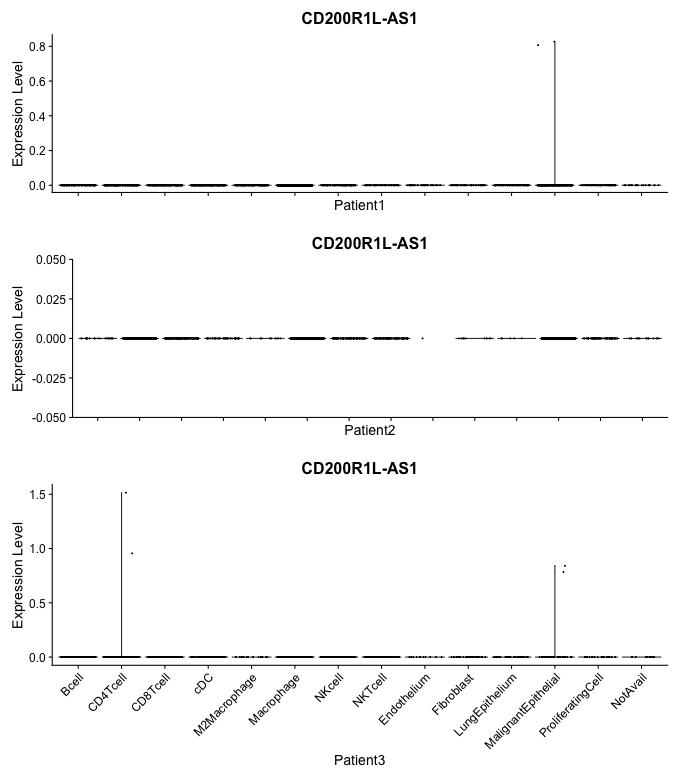 CD200R1L-AS1
Expression Level
0.8
0.6
0.4
0.2
0.0
Patient1
CD200R1L-AS1
Expression Level
0.050
0.025
0.000
-0.025
-0.050
Patient2
CD200R1L-AS1
Expression Level
1.5
1.0
0.5
0.0
Bcell
CD4Tcell
CD8Tcell
cDC
M2Macrophage
Macrophage
NKcell
NKTcell
Endothelium
Fibroblast
LungEpithelium
MalignantEpithelial
ProliferatingCell
NotAvail
Patient3